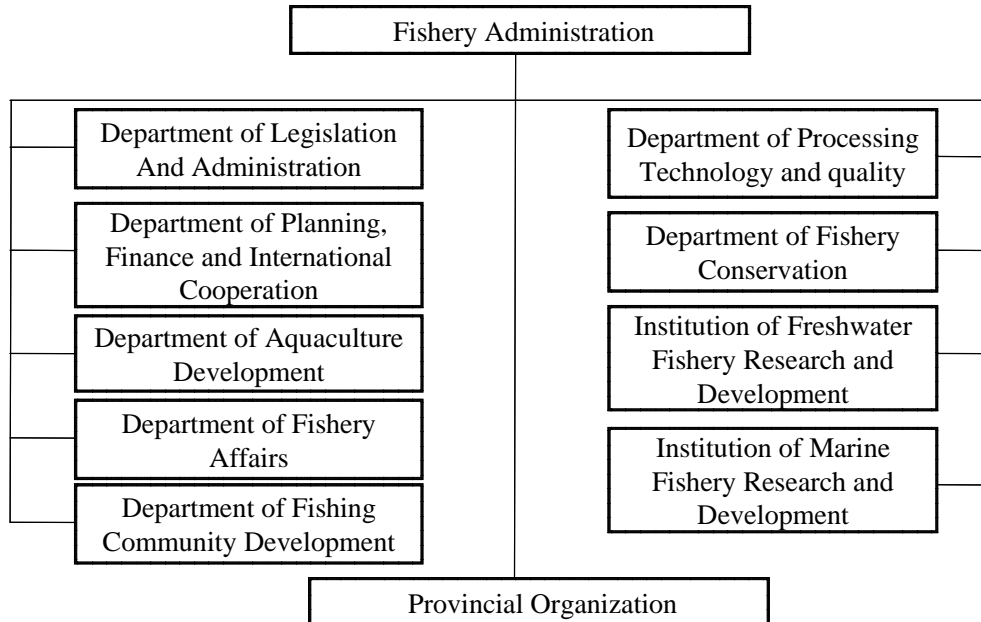 Fishery Administration
Department of Legislation
And Administration
Department of Planning,
Finance and International
Cooperation
Department of Aquaculture
Development
Department of Fishery
Affairs
Department of Fishing
Community Development
Department of Processing
Technology and quality
Department of Fishery
Conservation
Institution of Freshwater
Fishery Research and
Development
Institution of Marine
Fishery Research and
Development
Provincial Organization